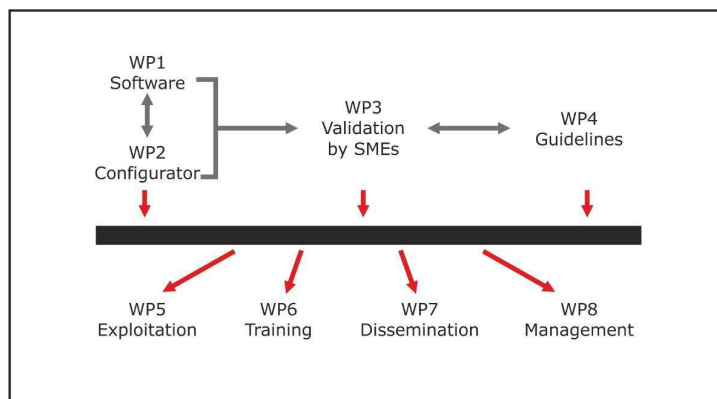 WP1
Software
WP2
Configurator
WP3
Validation
by SMEs
WP4
Guidelines
WP5
Exploitation
WP6
Training
WP7
Dissemination
WP8
Management